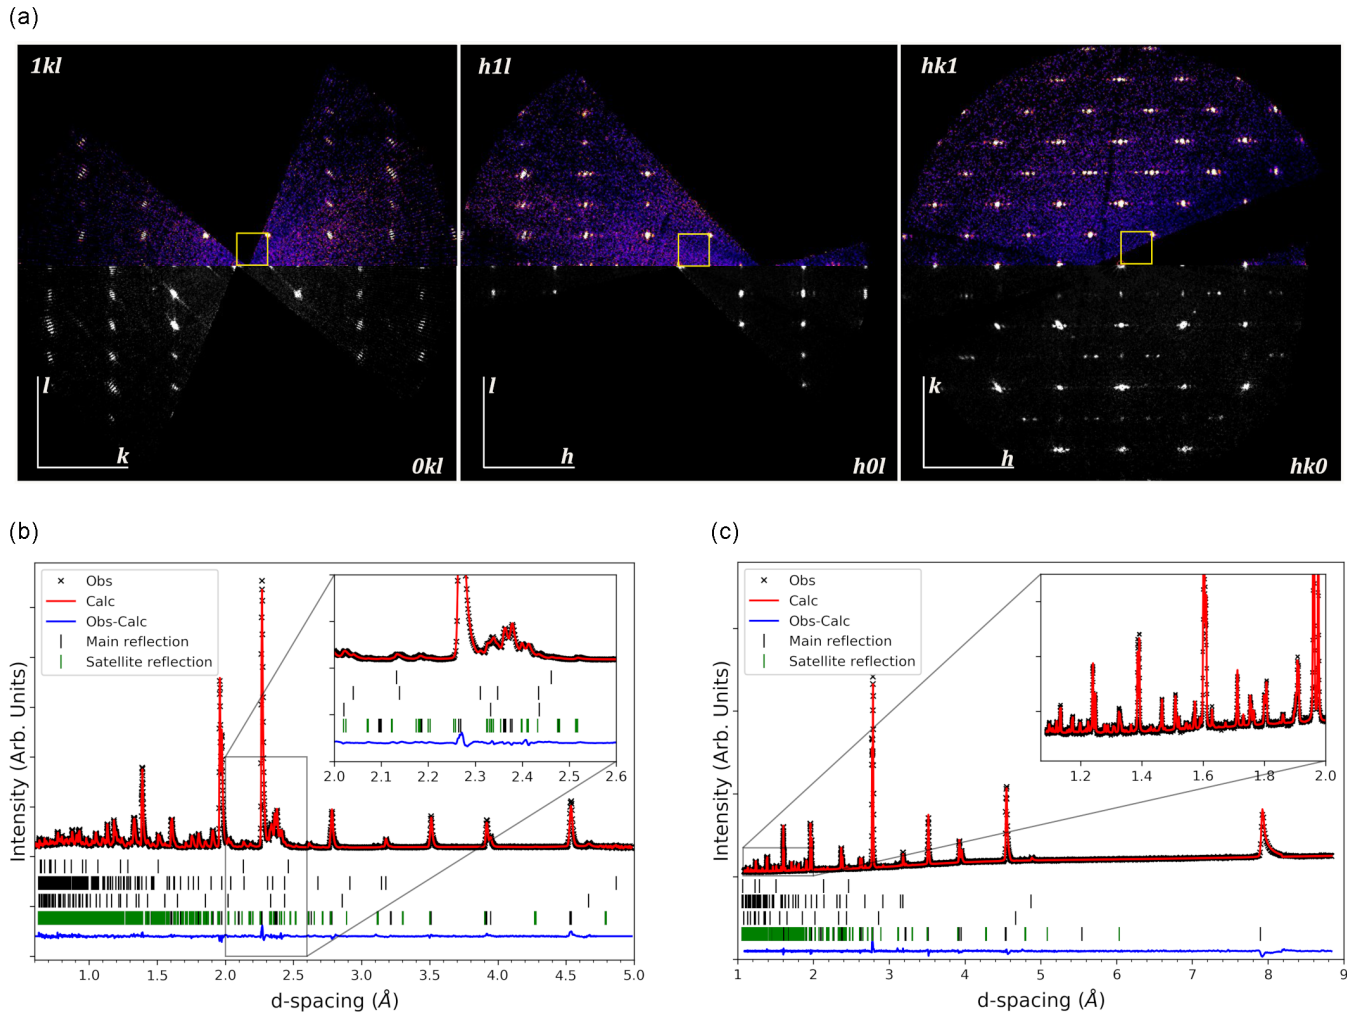 (a)
1kl
h1l
hk1
l
k
0kl
l
h
h0l
k
h
hk0
(b)
Obs
Calc
Obs-Calc
Main reflection
Satellite reflection
2.0 2.1 2.2 2.3 2.4 2.5 2.6
Intensity (Arb. Units)
1.0 1.5 2.0 2.5 3.0 3.5 4.0 4.5 5.0
d-spacing (Å)
(c)
Obs
Calc
Obs-Calc
Main reflection
Satellite reflection
1.2 1.4 1.6 1.8 2.0
Intensity (Arb. Units)
1 2 3 4 5 6 7 8 9
d-spacing (Å)